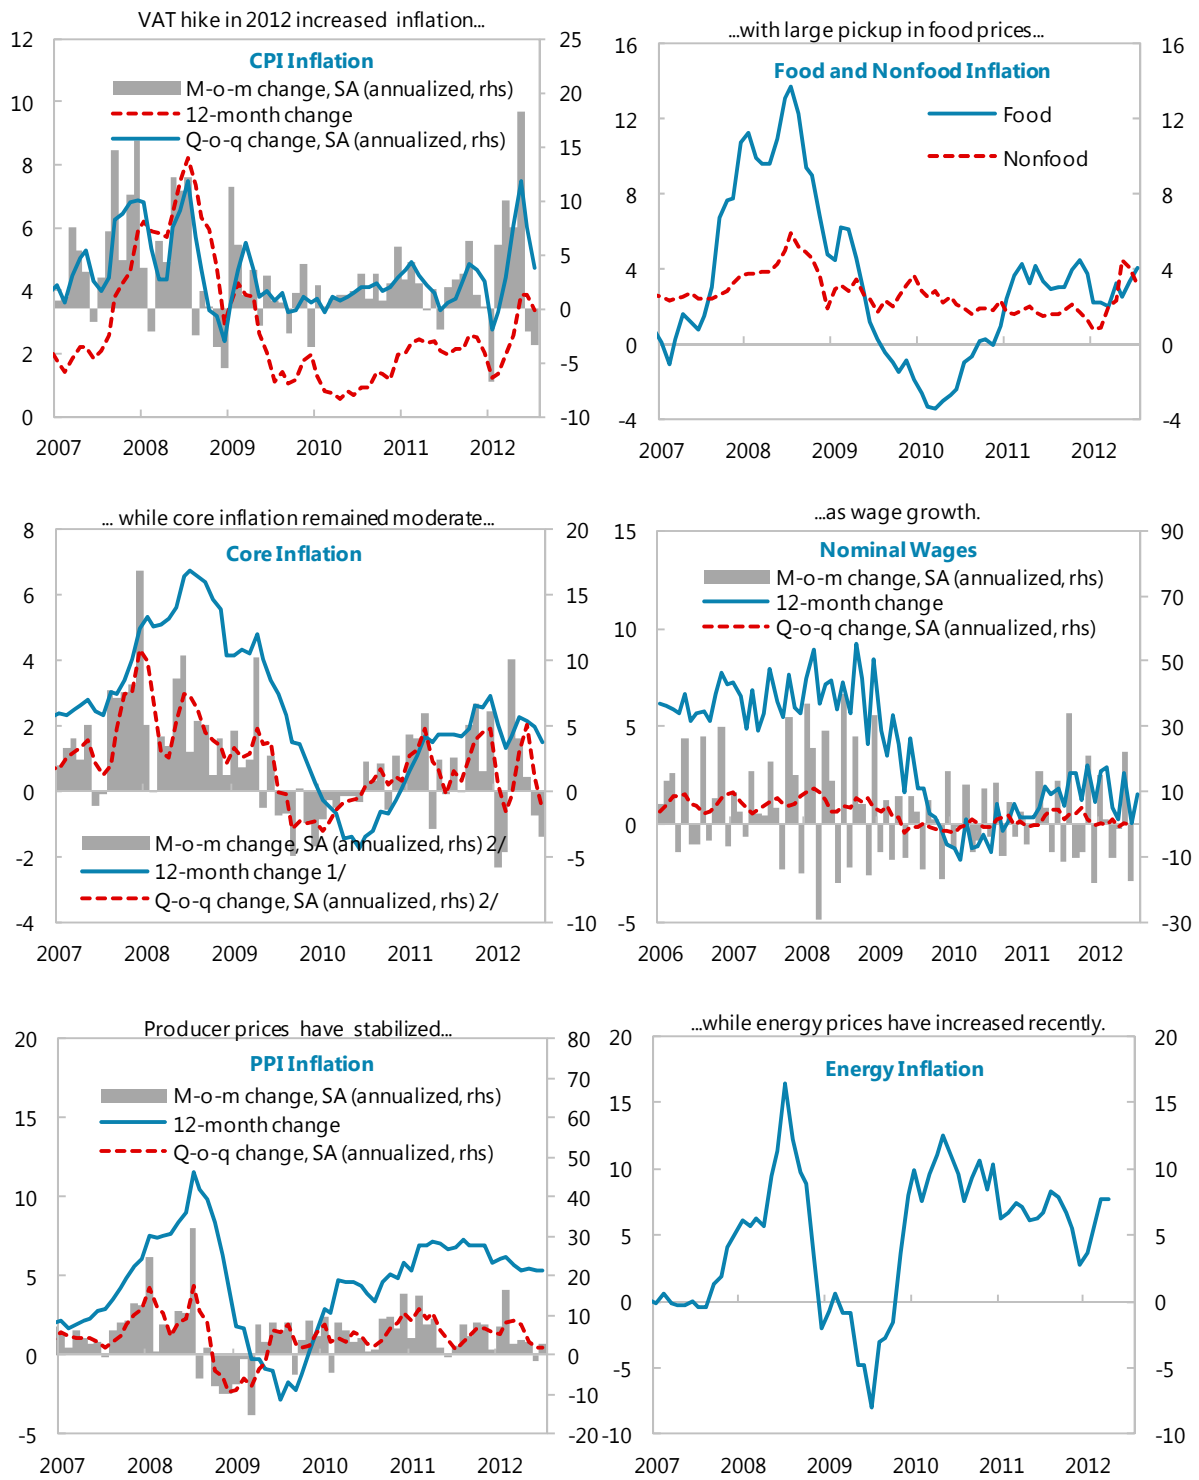 VAT hike in 2012 increased inflation...
CPI Inflation
M-o-m change, SA (annualized, rhs)
12-month change
Q-o-q change, SA (annualized, rhs)
12
10
8
6
4
2
0
25
20
15
10
5
0
-5
-10
2007 2008 2009 2010 2011 2012
...with large pickup in food prices...
Food and Nonfood Inflation
Food
Nonfood
16
12
8
4
0
-4
16
12
8
4
0
-4
2007 2008 2009 2010 2011 2012
... while core inflation remained moderate...
Core Inflation
8
6
4
2
0
-2
-4
20
15
10
5
0
-5
-10
M-o-m change, SA (annualized, rhs) 2/
12-month change 1/
Q-o-q change, SA (annualized, rhs) 2/
2007 2008 2009 2010 2011 2012
...as wage growth.
Nominal Wages
M-o-m change, SA (annualized, rhs)
12-month change
Q-o-q change, SA (annualized, rhs)
15
10
5
0
-5
90
70
50
30
10
-10
-30
2006 2007 2008 2009 2010 2011 2012
Producer prices have stabilized...
PPI Inflation
M-o-m change, SA (annualized, rhs)
12-month change
Q-o-q change, SA (annualized, rhs)
20
15
10
5
0
-5
80
70
60
50
40
30
20
10
0
-10
-20
2007 2008 2009 2010 2011 2012
...while energy prices have increased recently.
Energy Inflation
20
15
10
5
0
-5
-10
20
15
10
5
0
-5
-10
2007 2008 2009 2010 2011 2012